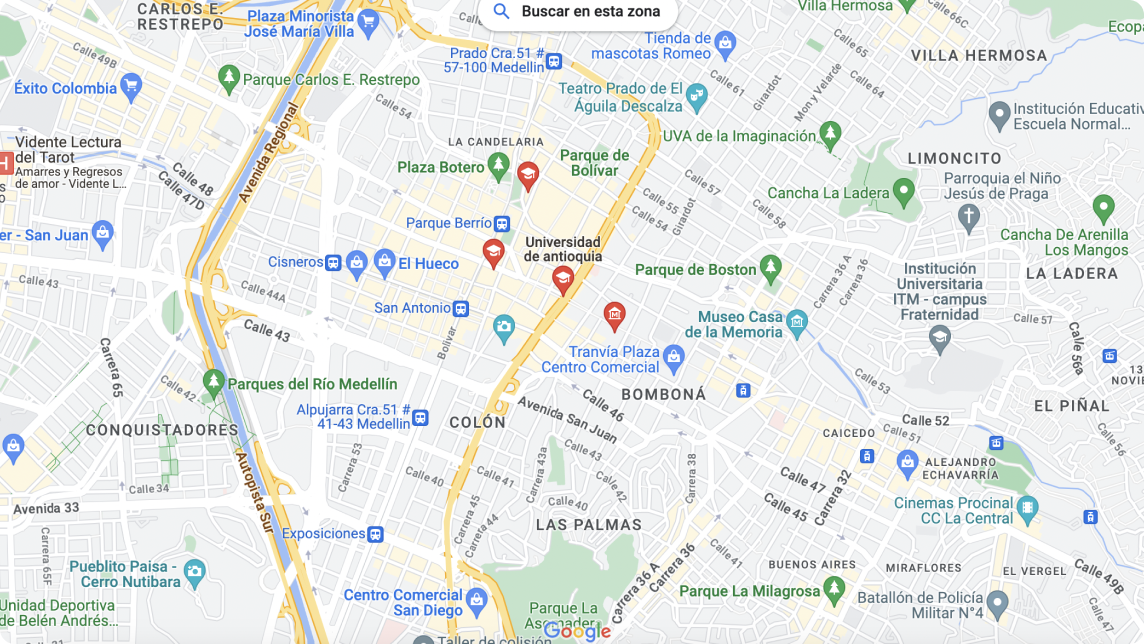 Buscar en esta zona
CARLOS E.
RESTREPO
Plaza Minorista
José María Villa
Villa Hermosa
Calle 66C
Ecopa
Calle 65
Tienda de
mascotas Romeo
Prado Cra.51 #
57-100 Medellin
VILLA HERMOSA
Calle 49B
Éxito Colombia
Parque Carlos E. Restrepo
Calle 61
Girardot
Mon y Velarde
Calle 64
Teatro Prado de El
Águila Descalza
Calle 54
Avenida Regional
Institución Educativ
Escuela Normal...
UVA de la Imaginación
Vidente Lectura
del Tarot
Amarres y Regresos
de amor - Vidente L...
LA CANDELARIA
Parque de
Bolívar
Plaza Botero
LIMONCITO
Calle 48
Calle 47D
Calle 57
Parroquia el Niño
Jesús de Praga
Cancha La Ladera
Calle 55
Calle 54
Girardot
Calle 58
Parque Berrío
er - San Juan
Cancha De Arenilla
Los Mangos
Universidad
de antioquia
Cisneros
El Hueco
Parque de Boston
Carrera 36 A
Carrera 36
Institución
Universitaria
ITM - campus
Fraternidad
LA LADERA
Calle 43
Calle 44A
San Antonio
Museo Casa
de la Memoria
Calle 57
Calle 43
Bolívar
Calle 56a
Carrera 65
Tranvía Plaza
Centro Comercial
13
NOVIE
Calle 53
Calle 42
Parques del Río Medellín
BOMBONÁ
EL PIÑAL
Alpujarra Cra.51 #
41-43 Medellin
Calle 46
Avenida San Juan
COLÓN
CONQUISTADORES
Calle 52
CAICEDO
Calle 51
Calle 56
Carrera 53
Calle 43
Autopista Sur
ALEJANDRO
ECHAVARRÍA
Carrera 43a
Carrera 38
Calle 40
Calle 41
Calle 42
Calle 47
Calle 34
Carrera 32
Calle 45
Calle 40
Avenida 33
Cinemas Procinal
CC La Central
LAS PALMAS
Carrera 45
Carrera 44
Exposiciones
Carrera 65F
Calle 41
Carrera 36
BUENOS AIRES
MIRAFLORES
EL VERGEL
Calle 49B
Pueblito Paisa -
Cerro Nutibara
Carrera 36 A
Centro Comercial
San Diego
Parque La Milagrosa
Batallón de Policía
Militar N°4
Unidad Deportiva
de Belén Andrés...
Parque La
Ascender
Calle 47
Google
Taller de colisión